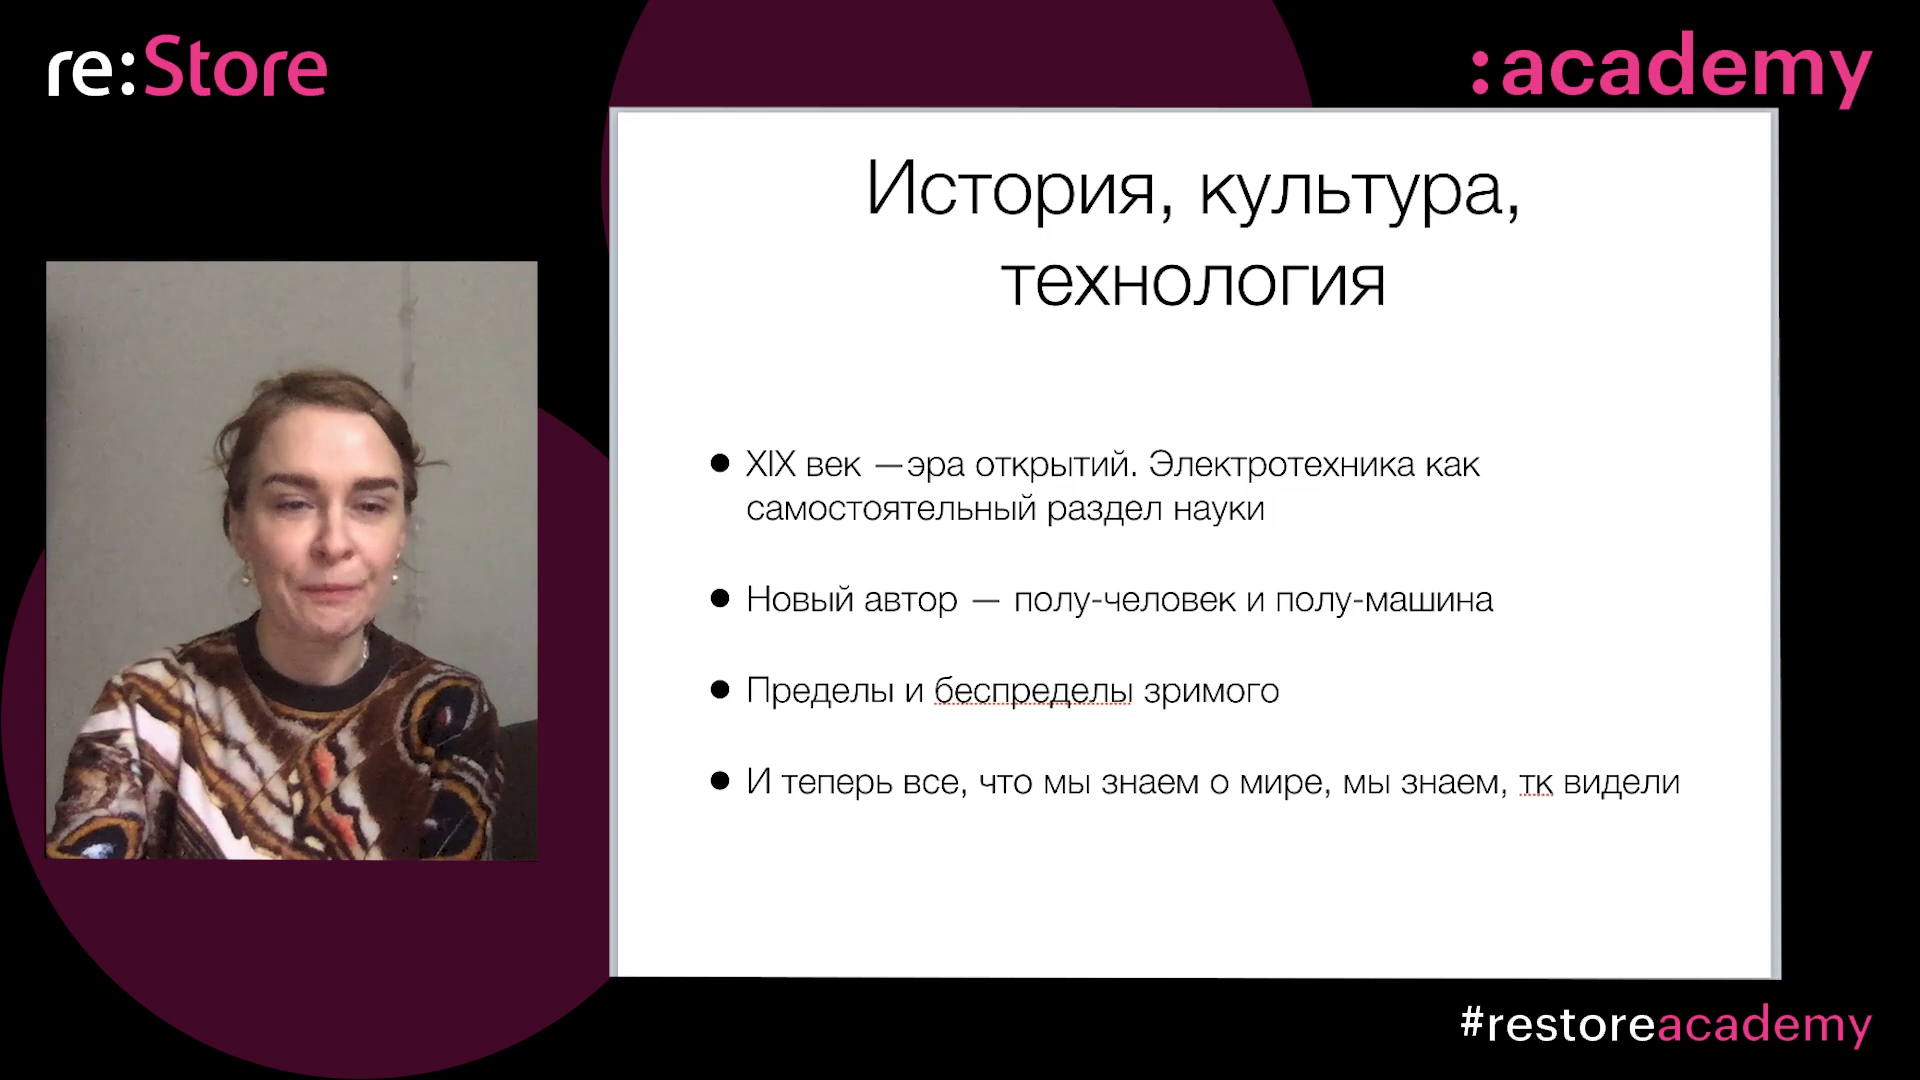 re:Store
:academy
История, культура,
технология
● XIX век —эра открытий. Электротехника как
самостоятельный раздел науки
● Новый автор — полу-человек и полу-машина
● Пределы и беспределы зримого
● И теперь все, что мы знаем о мире, мы знаем, тк видели
#restoreacademy